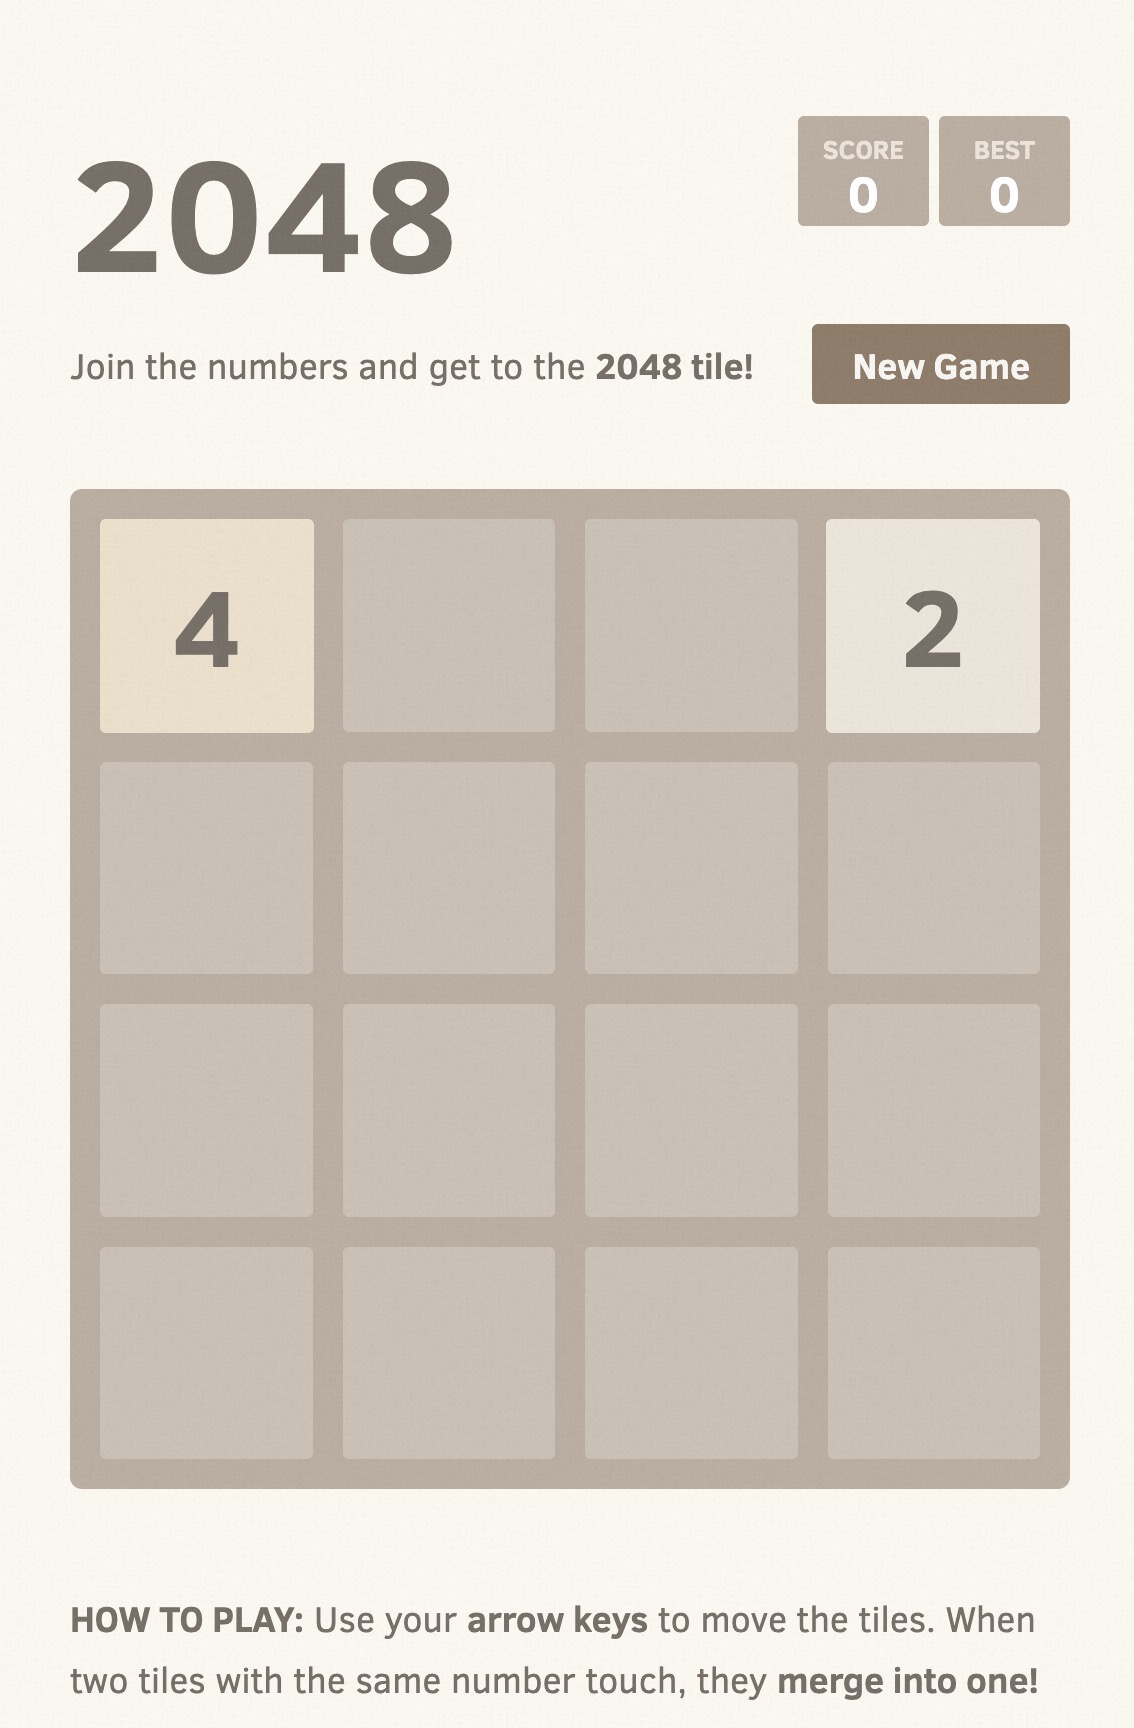 2048
SCORE
0
BEST
0
Join the numbers and get to the 2048 tile!
New Game
4
2
HOW TO PLAY: Use your arrow keys to move the tiles. When
two tiles with the same number touch, they merge into one!